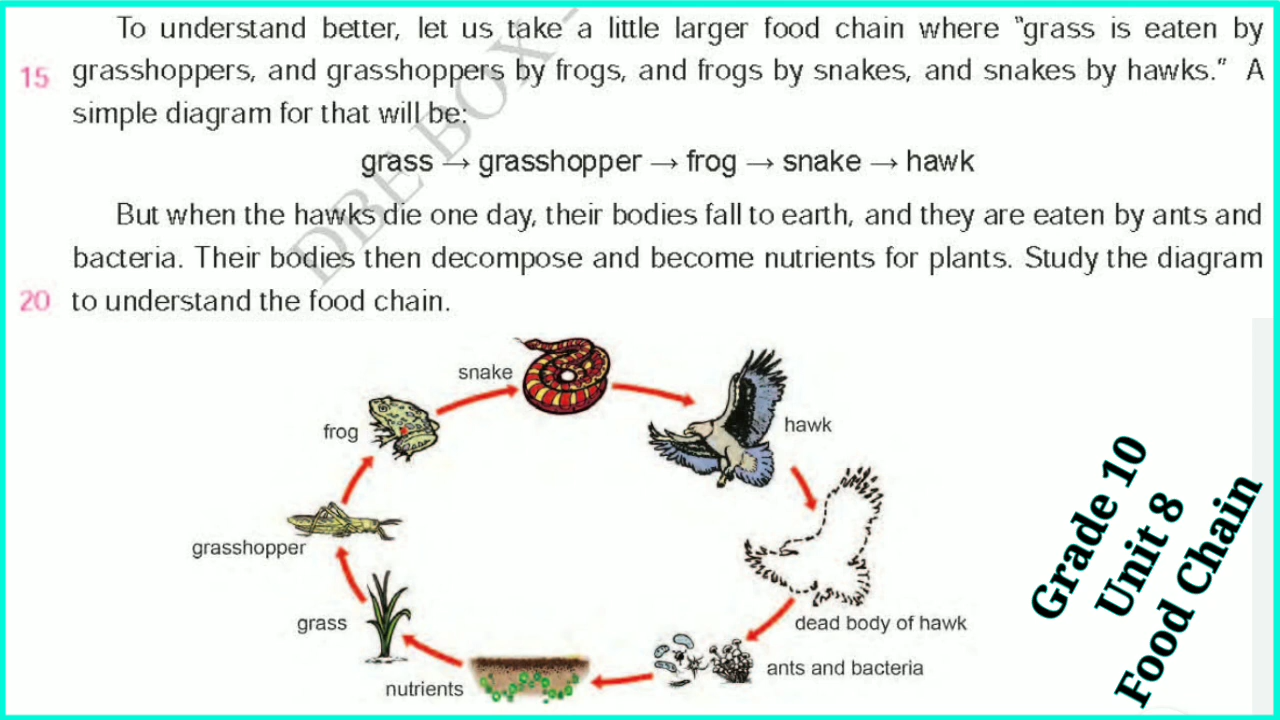 To understand better, let us take a little larger food chain where "grass is eaten by
15 grasshoppers, and grasshoppers by frogs, and frogs by snakes, and snakes by hawks." A
simple diagram for that will be:
grass → grasshopper → frog → snake → hawk
But when the hawks die one day, their bodies fall to earth, and they are eaten by ants and
bacteria. Their bodies then decompose and become nutrients for plants. Study the diagram
20 to understand the food chain.
DBE BOX -
snake
hawk
frog
grasshopper
grass
dead body of hawk
ants and bacteria
nutrients
Grade 10
Unit 8
Food Chain